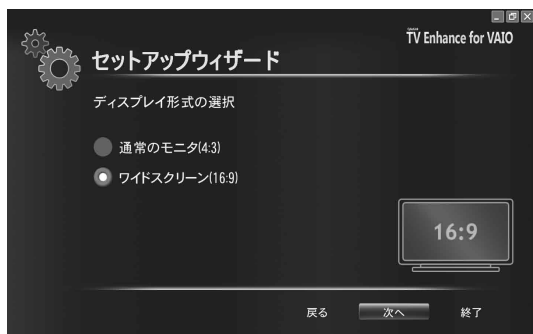 TV Enhance for VAIO
セットアップウィザード
ディスプレイ形式の選択
通常のモニタ(4:3)
ワイドスクリーン(16:9)
16:9
戻る 次へ 終了